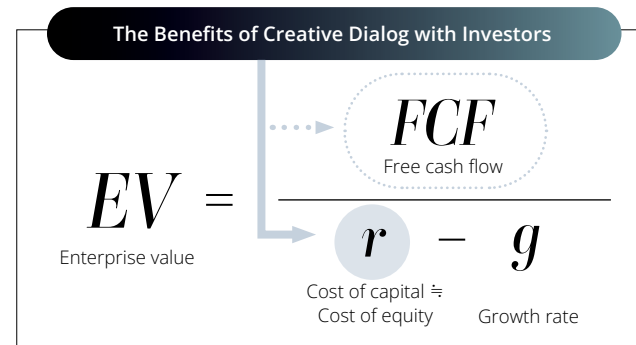 The Benefits of Creative Dialog with Investors
FCF
Free cash flow
EV =
Enterprise value
r − g
Cost of capital ≒
Cost of equity
Growth rate